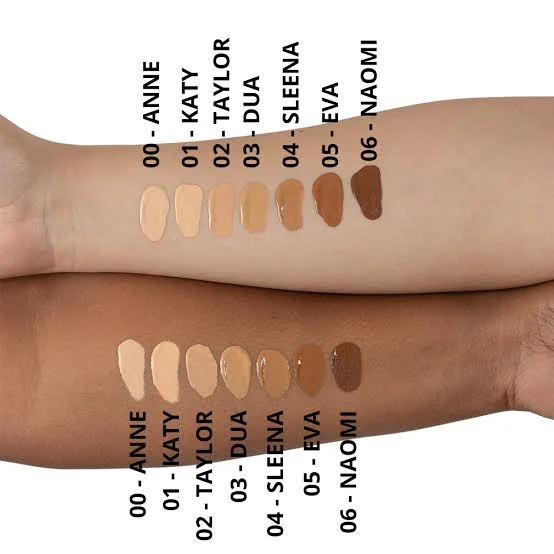 00 - ANNE
01 - KATY
02 - TAYLOR
03 - DUA
04 - SLEENA
05 - EVA
06 - NAOMI
00 - ANNE
01 - KATY
02 - TAYLOR
03 - DUA
04 - SLEENA
05 - EVA
06 - NAOMI